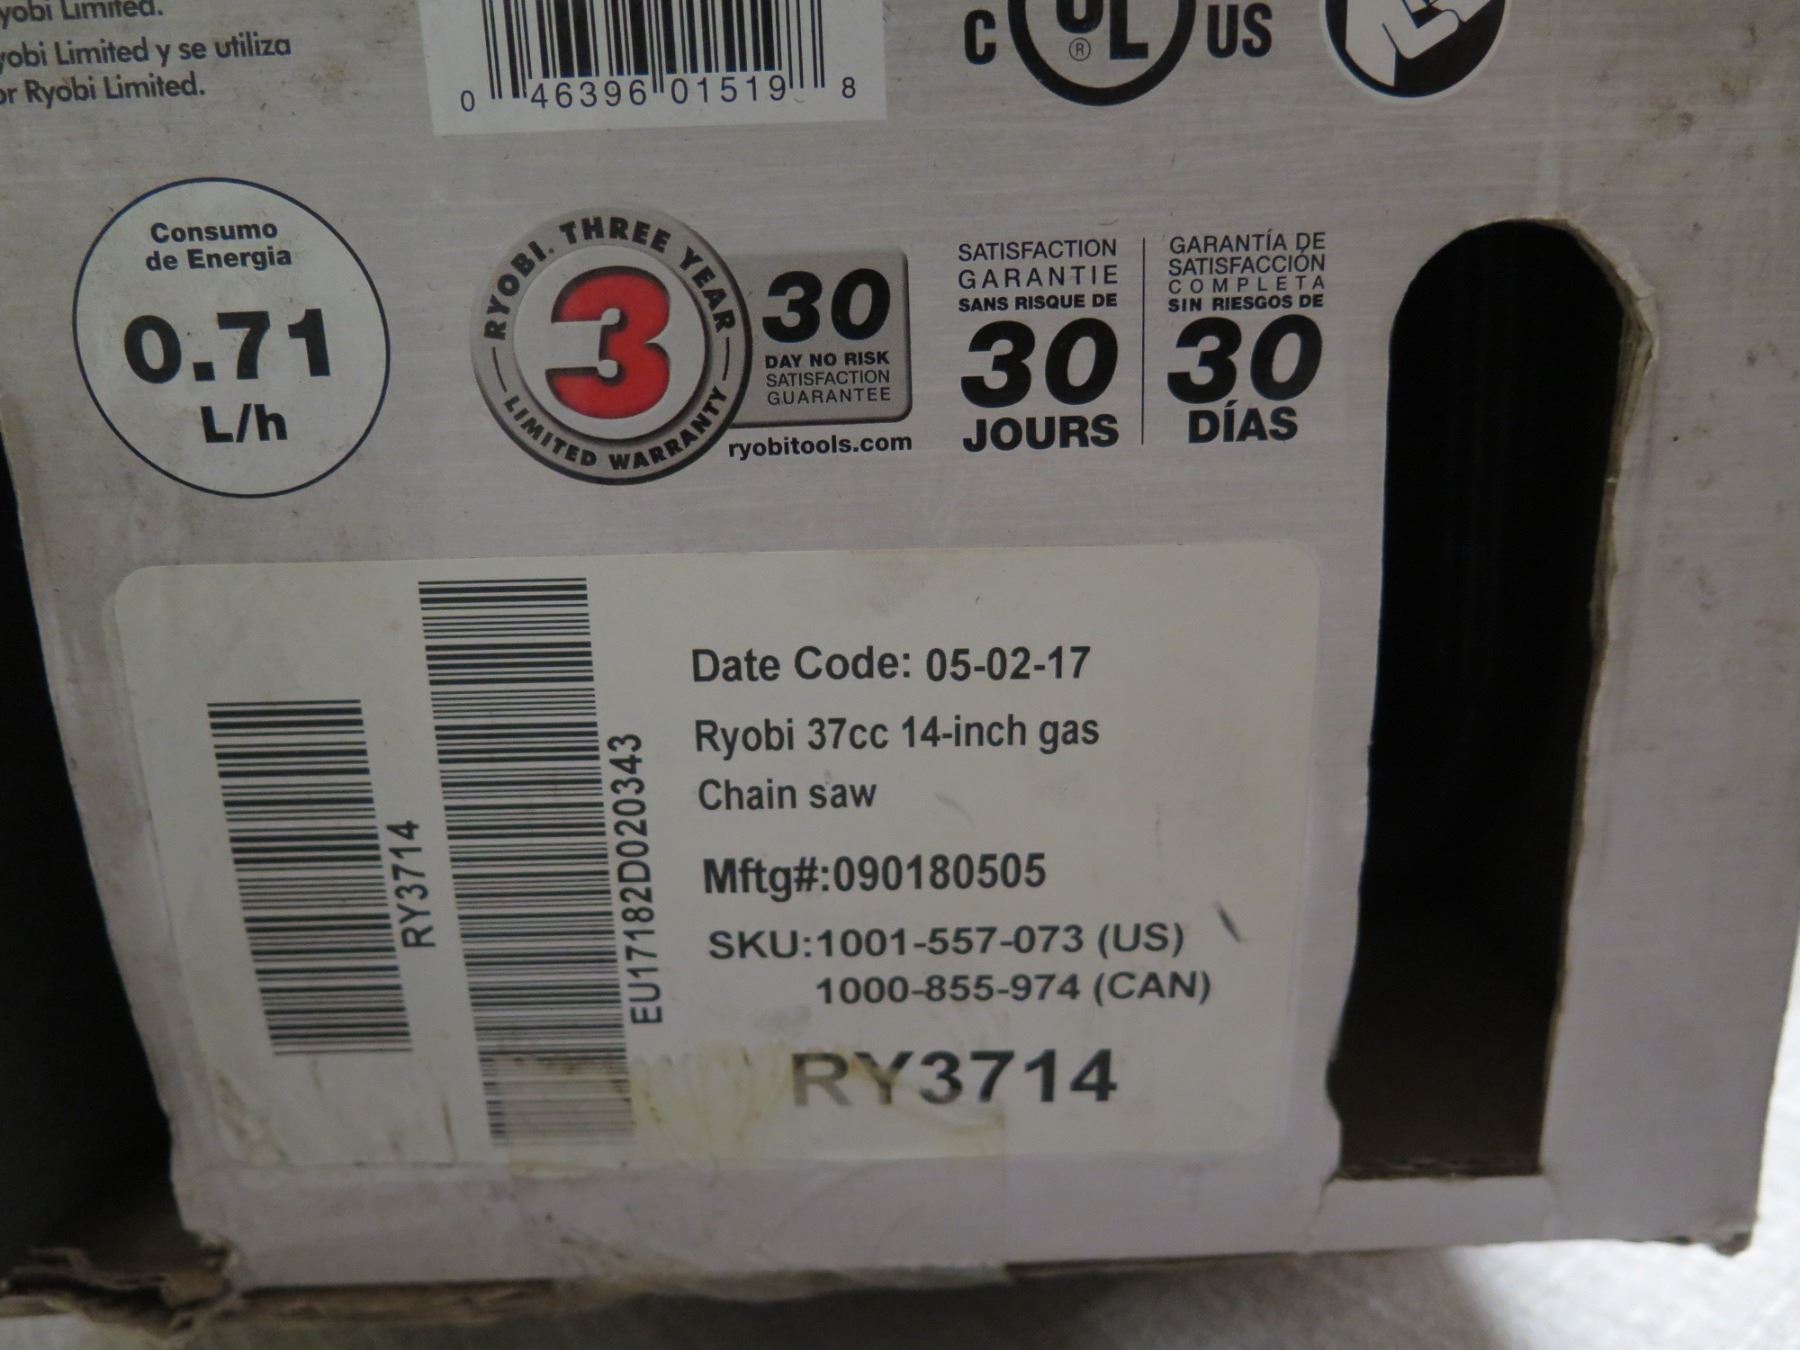 yobi Limited.
yobi Limited y se utiliza
or Ryobi Limited.
0 46396 01519 8
C UL® US
Consumo
de Energia
0.71
L/h
RYOBI. THREE YEAR
3
LIMITED WARRANTY
30
DAY NO RISK
SATISFACTION
GUARANTEE
ryobitools.com
SATISFACTION
GARANTIE
SANS RISQUE DE
30
JOURS
GARANTÍA DE
SATISFACCIÓN
COMPLETA
SIN RIESGOS DE
30
DÍAS
RY3714
EU17182D020343
Date Code: 05-02-17
Ryobi 37cc 14-inch gas
Chain saw
Mftg#:090180505
SKU:1001-557-073 (US)
1000-855-974 (CAN)
RY3714